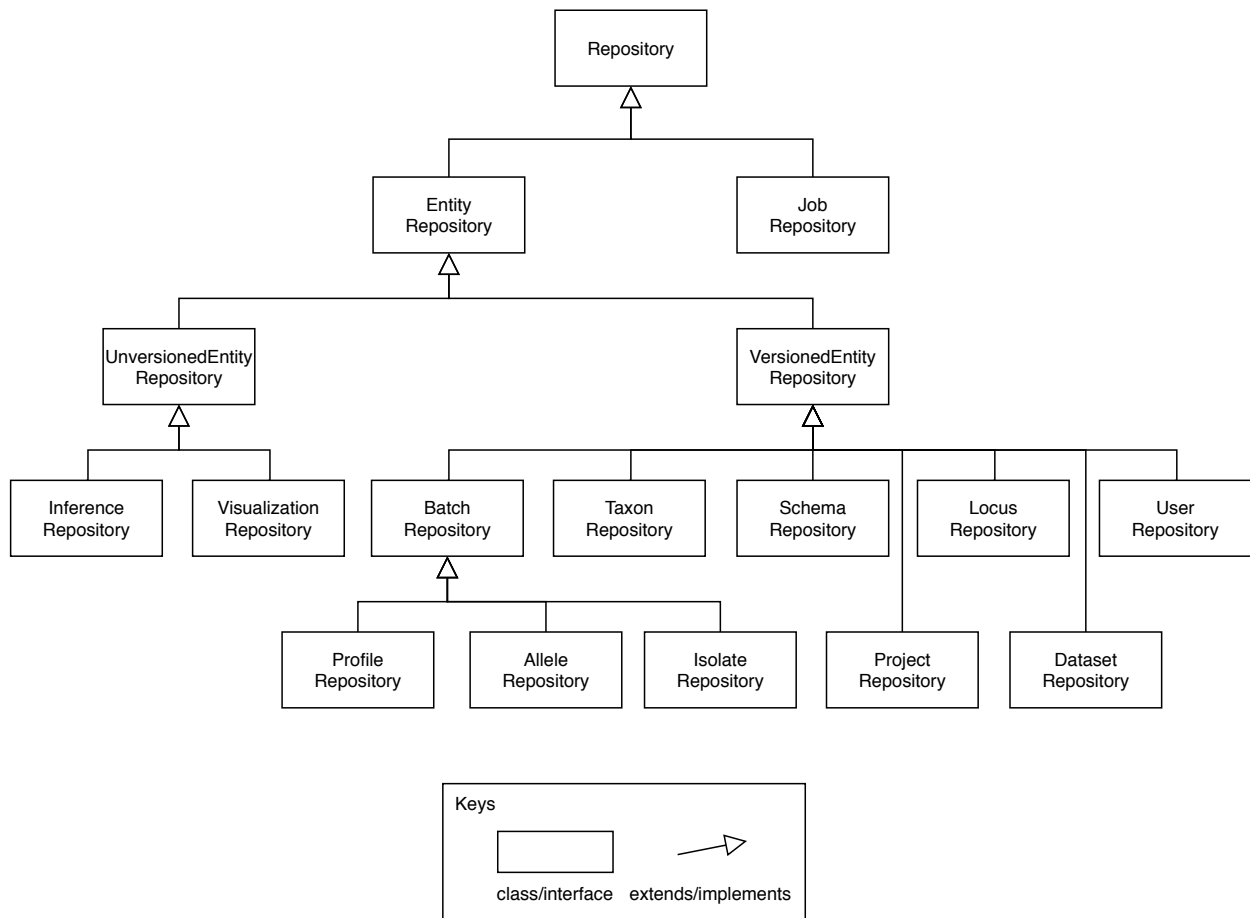 Repository
Entity
Repository
Job
Repository
UnversionedEntity
Repository
VersionedEntity
Repository
Inference
Repository
Visualization
Repository
Batch
Repository
Taxon
Repository
Schema
Repository
Locus
Repository
User
Repository
Profile
Repository
Allele
Repository
Isolate
Repository
Project
Repository
Dataset
Repository
Keys
class/interface
extends/implements